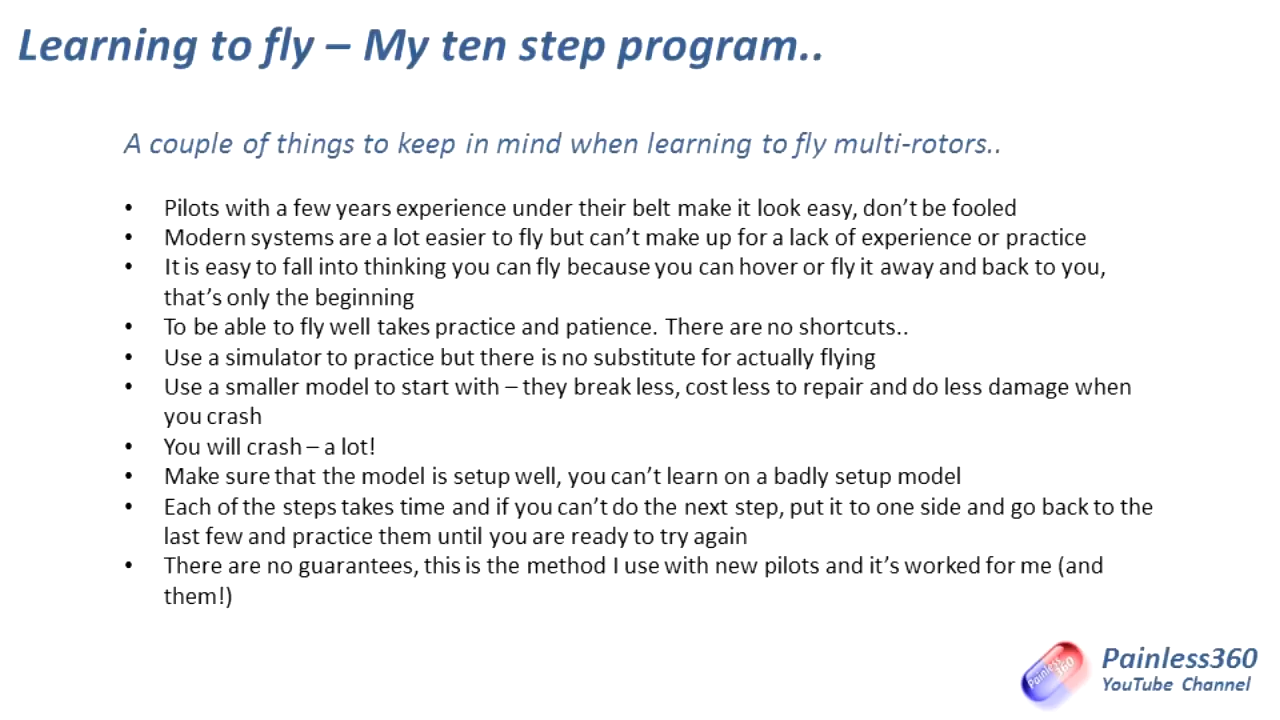 Learning to fly – My ten step program..
A couple of things to keep in mind when learning to fly multi-rotors..
• Pilots with a few years experience under their belt make it look easy, don't be fooled
• Modern systems are a lot easier to fly but can't make up for a lack of experience or practice
• It is easy to fall into thinking you can fly because you can hover or fly it away and back to you,
that's only the beginning
• To be able to fly well takes practice and patience. There are no shortcuts..
• Use a simulator to practice but there is no substitute for actually flying
• Use a smaller model to start with – they break less, cost less to repair and do less damage when
you crash
• You will crash – a lot!
• Make sure that the model is setup well, you can't learn on a badly setup model
• Each of the steps takes time and if you can't do the next step, put it to one side and go back to the
last few and practice them until you are ready to try again
• There are no guarantees, this is the method I use with new pilots and it's worked for me (and
them!)
Painless
360
Painless360
YouTube Channel